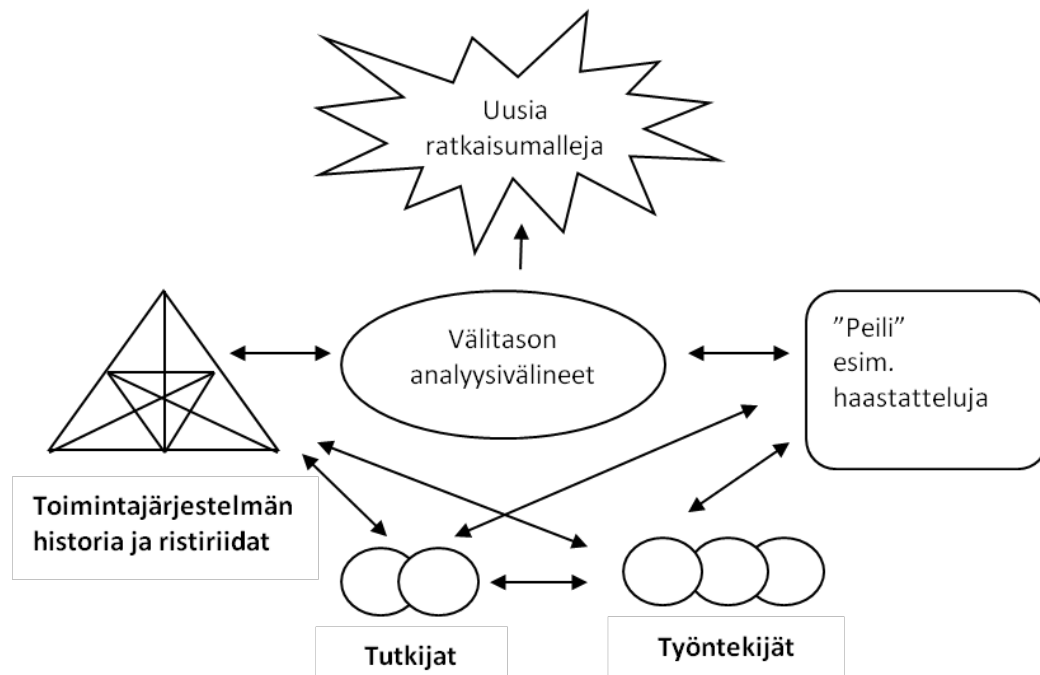 Uusia
ratkaisumalleja
Välitason
analyysivälineet
”Peili”
esim.
haastatteluja
Toimintajärjestelmän
historia ja ristiriidat
Tutkijat
Työntekijät